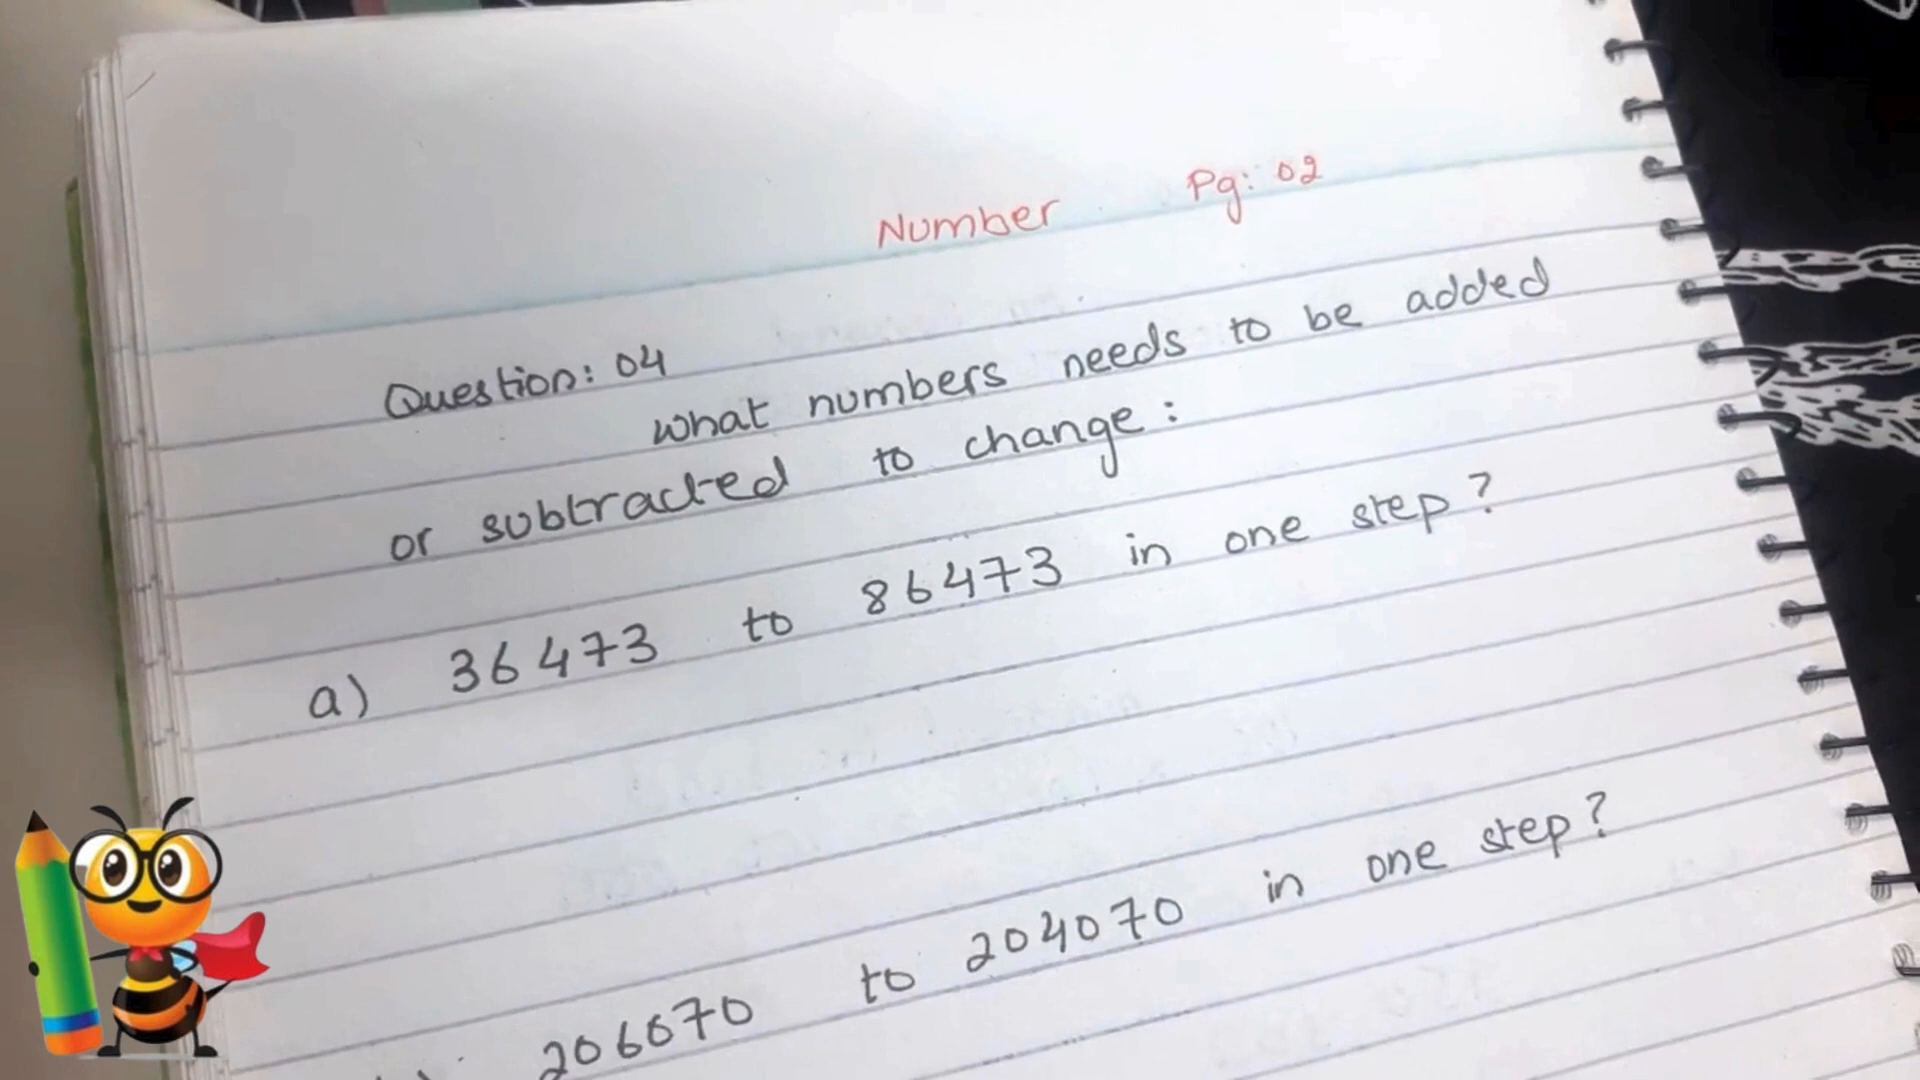 Number Pg: 02
Question: 04
What numbers needs to be added
or subtracted to change:
a) 36473 to 86473 in one step?
206070 to 204070 in one step?